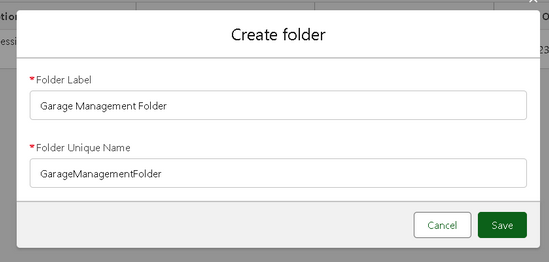 Create folder
*Folder Label
Garage Management Folder
*Folder Unique Name
GarageManagementFolder
Cancel Save